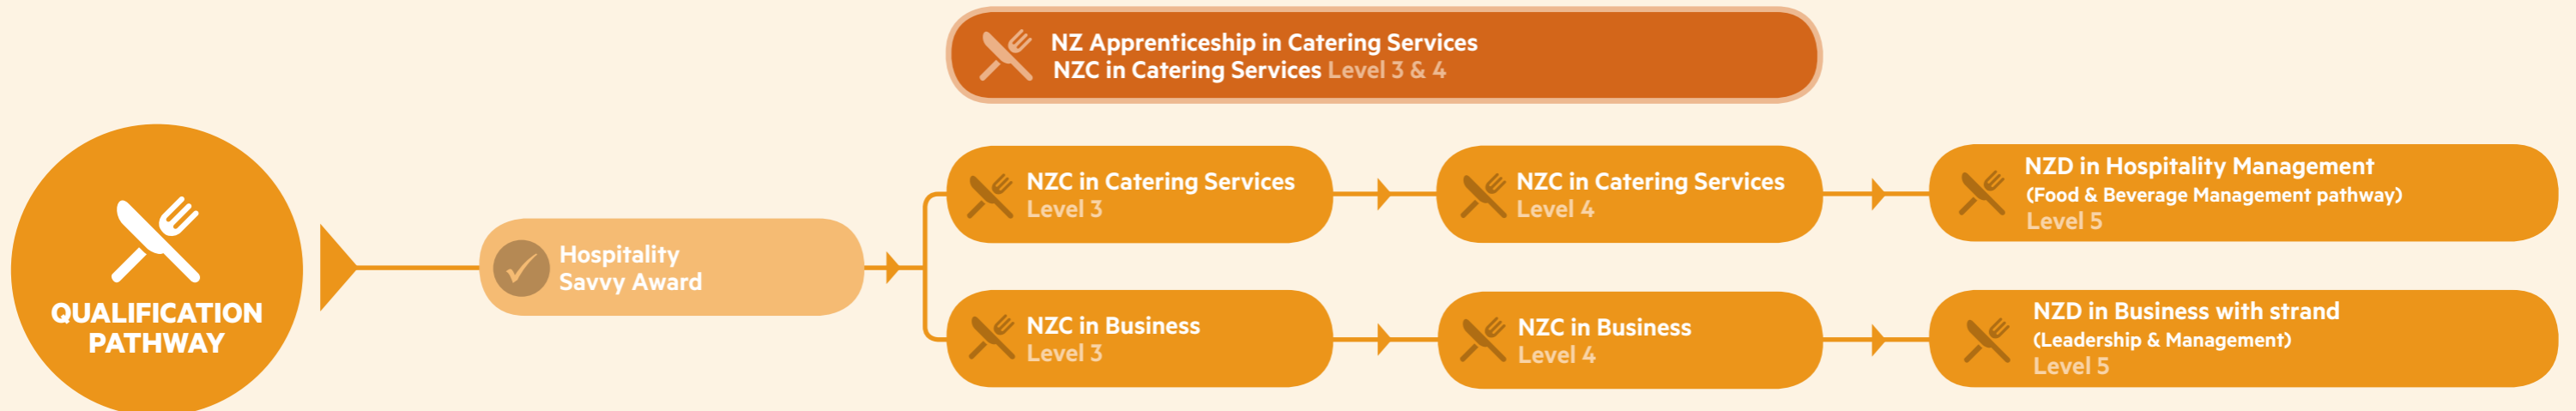 NZ Apprenticeship in Catering Services
NZC in Catering Services Level 3 & 4
QUALIFICATION
PATHWAY
Hospitality
Savvy Award
NZC in Catering Services
Level 3
NZC in Catering Services
Level 4
NZD in Hospitality Management
(Food & Beverage Management pathway)
Level 5
NZC in Business
Level 3
NZC in Business
Level 4
NZD in Business with strand
(Leadership & Management)
Level 5